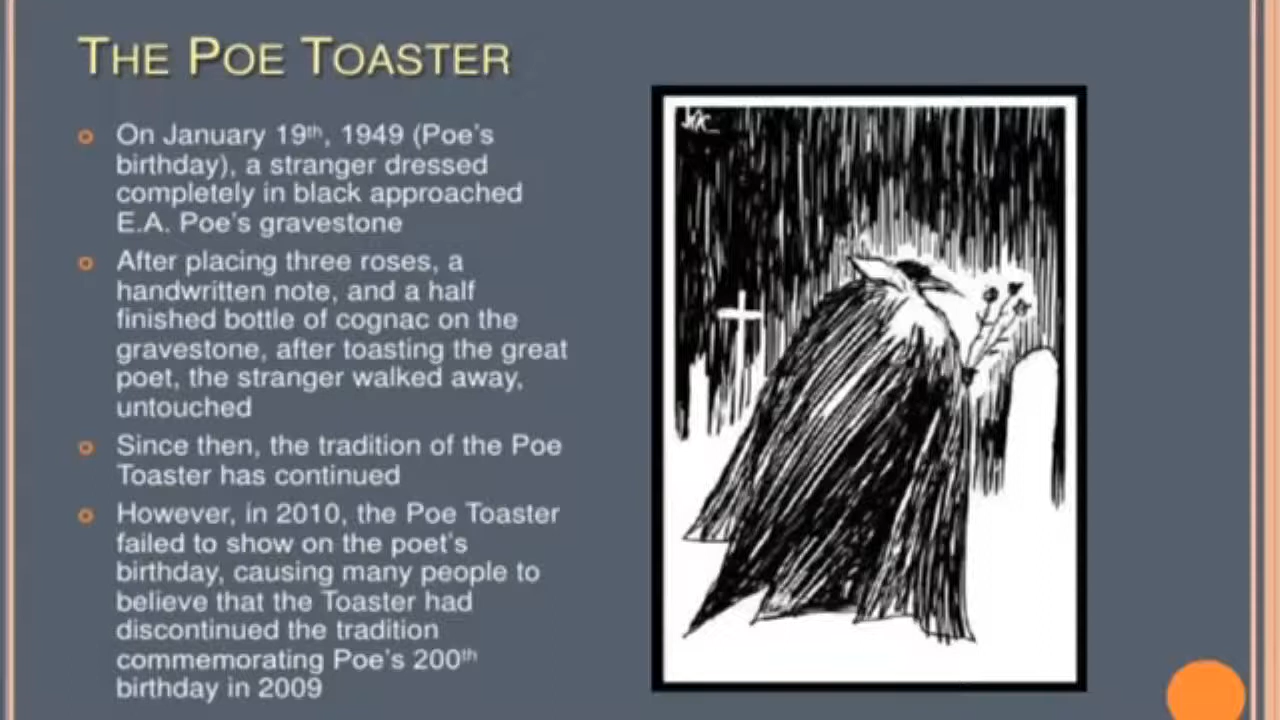 THE POE TOASTER
On January 19th, 1949 (Poe's
birthday), a stranger dressed
completely in black approached
E.A. Poe's gravestone
After placing three roses, a
handwritten note, and a half
finished bottle of cognac on the
gravestone, after toasting the great
poet, the stranger walked away,
untouched
Since then, the tradition of the Poe
Toaster has continued
However, in 2010, the Poe Toaster
failed to show on the poet's
birthday, causing many people to
believe that the Toaster had
discontinued the tradition
commemorating Poe's 200th
birthday in 2009